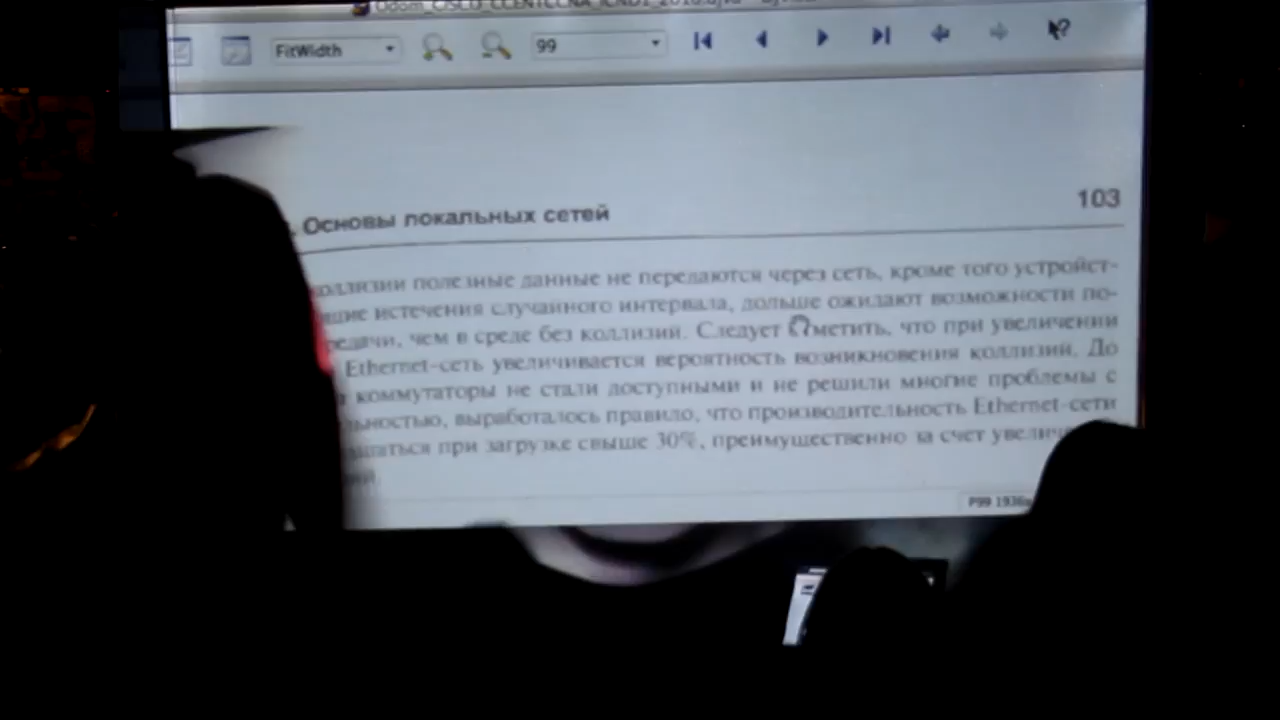 FitWidth 99
Основы локальных сетей 103
коллизии полезные данные не передаются через сеть, кроме того устройст-
истечения случайного интервала, дольше ожидают возможности по-
чем в среде без коллизий. Следует отметить, что при увеличении
Ethernet-сеть увеличивается вероятность возникновения коллизий. До
коммутаторы не стали доступными и не решили многие проблемы с
выработалось правило, что производительность Ethernet-сети
при загрузке свыше 30%, преимущественно за счет
P99